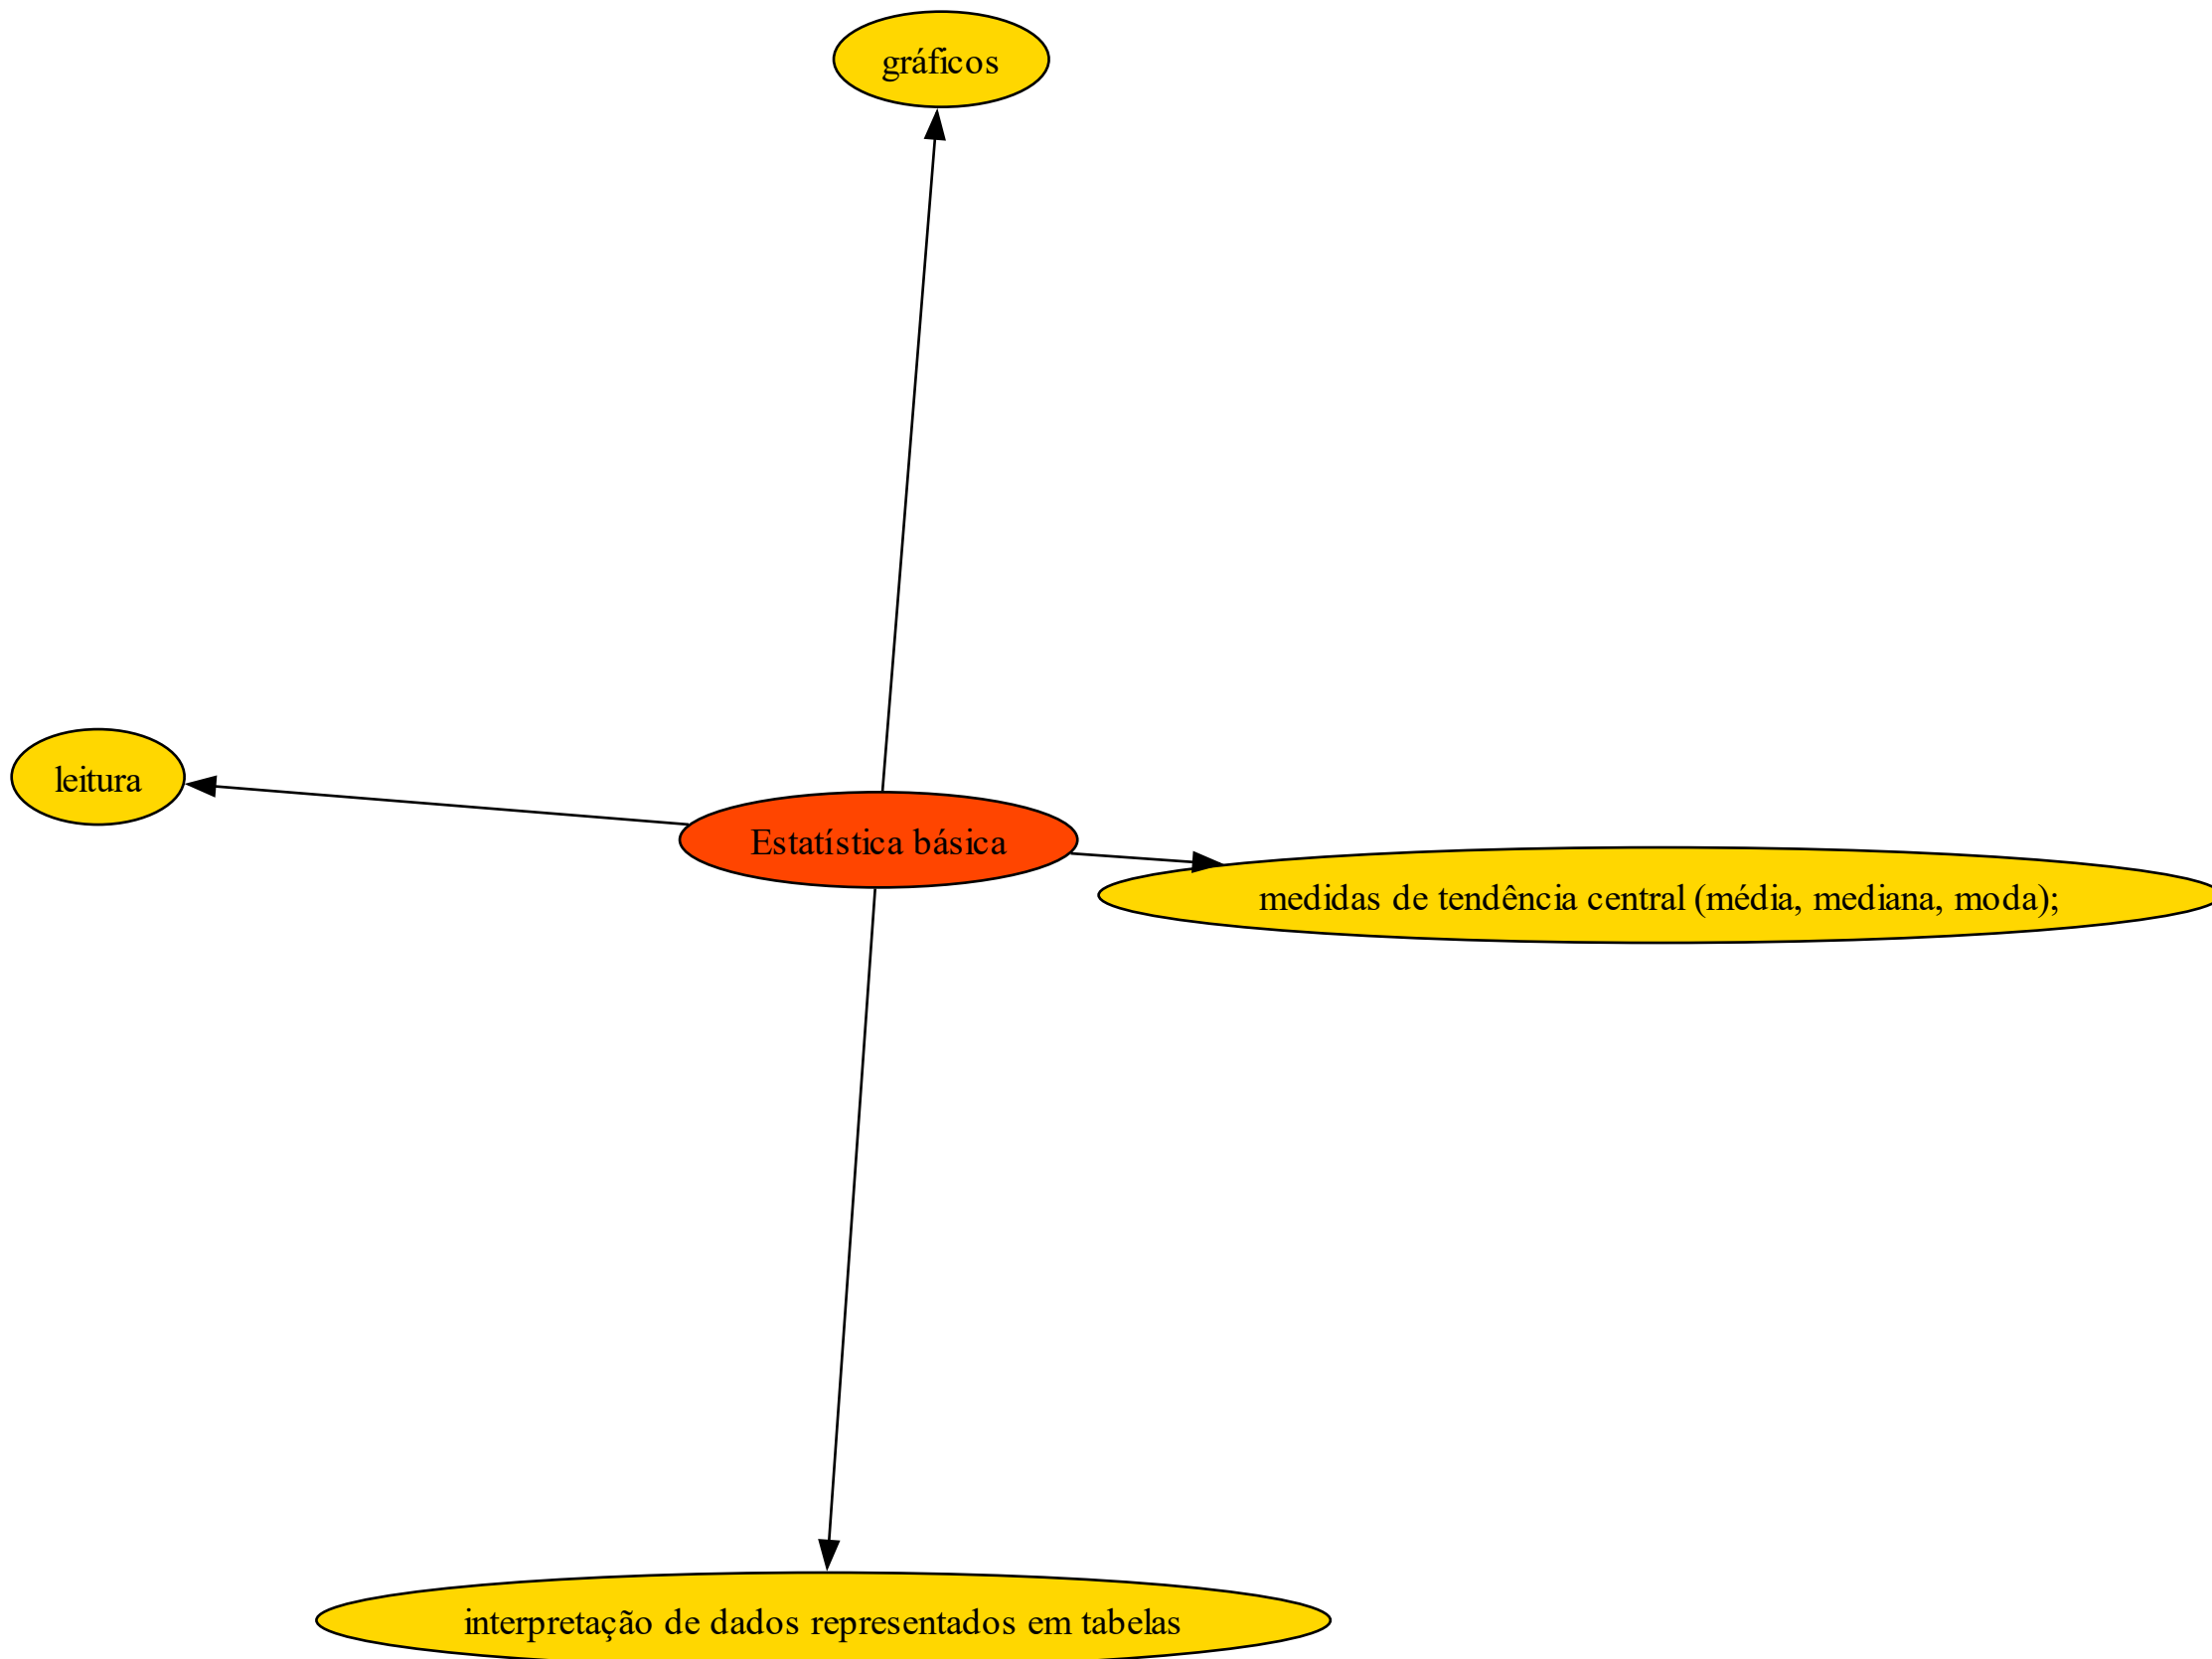 gráficos
leitura
Estatística básica
medidas de tendência central (média, mediana, moda);
interpretação de dados representados em tabelas